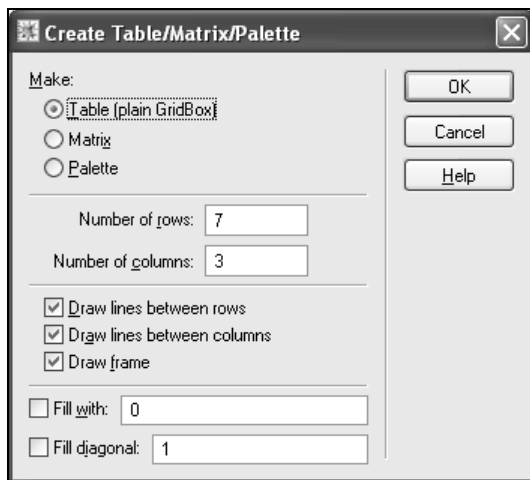 Create Table/Matrix/Palette
Make:
Table (plain GridBox)
Matrix
Palette
OK
Cancel
Help
Number of rows: 7
Number of columns: 3
Draw lines between rows
Draw lines between columns
Draw frame
Fill with: 0
Fill diagonal: 1